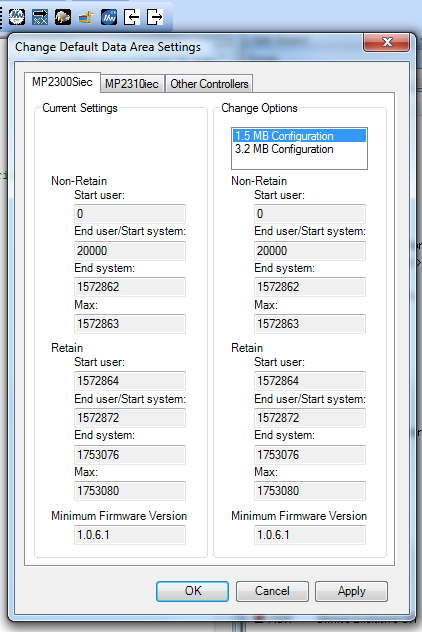 Change Default Data Area Settings
MP2300Siec MP2310iec Other Controllers
Current Settings
Non-Retain
Start user:
0
End user/Start system:
20000
End system:
1572862
Max:
1572863
Retain
Start user:
1572864
End user/Start system:
1572872
End system:
1753076
Max:
1753080
Minimum Firmware Version
1.0.6.1
Change Options
1.5 MB Configuration
3.2 MB Configuration
Non-Retain
Start user:
0
End user/Start system:
20000
End system:
1572862
Max:
1572863
Retain
Start user:
1572864
End user/Start system:
1572872
End system:
1753076
Max:
1753080
Minimum Firmware Version
1.0.6.1
OK Cancel Apply